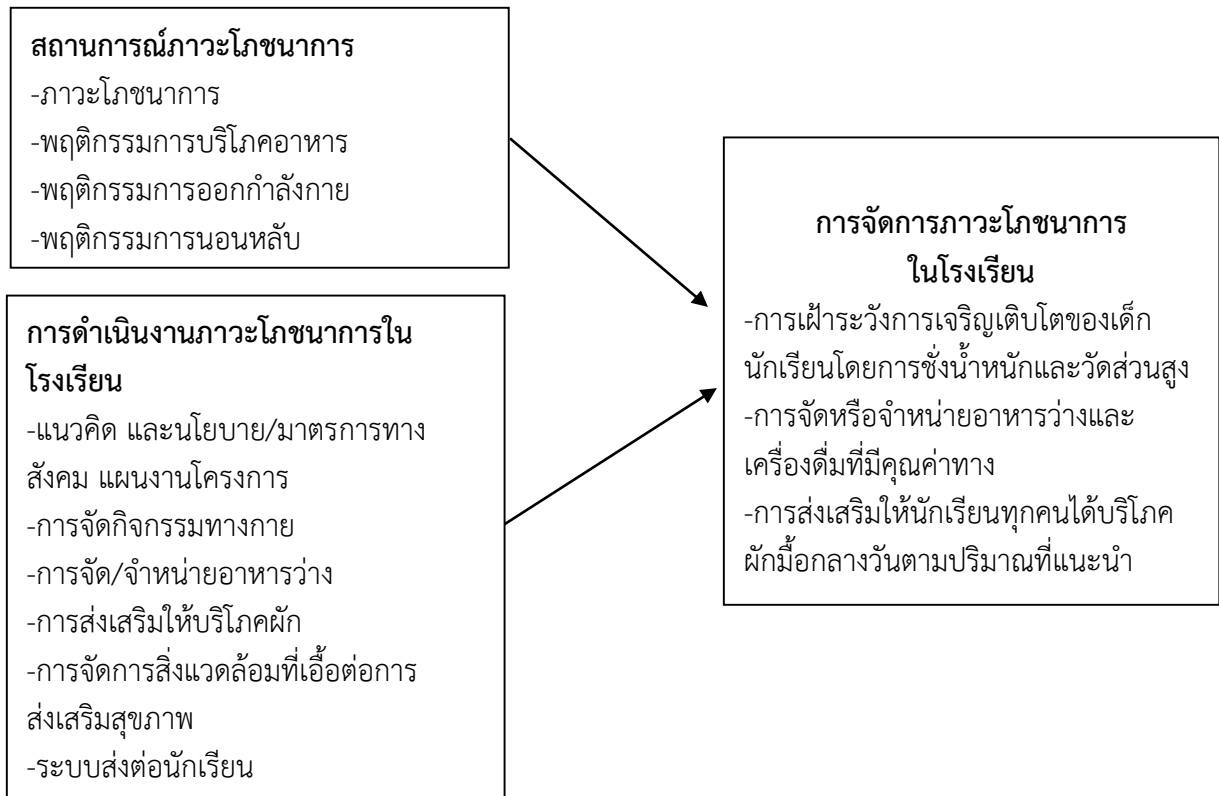 สถานการณ์ภาวะโภชนาการ
-ภาวะโภชนาการ
-พฤติกรรมการบริโภคอาหาร
-พฤติกรรมการออกกำลังกาย
-พฤติกรรมการนอนหลับ
การดำเนินงานภาวะโภชนาการใน
โรงเรียน
-แนวคิด และนโยบาย/มาตรการทาง
สังคม แผนงานโครงการ
-การจัดกิจกรรมทางกาย
-การจัด/จำหน่ายอาหารว่าง
-การส่งเสริมให้บริโภคผัก
-การจัดการสิ่งแวดล้อมที่เอื้อต่อการ
ส่งเสริมสุขภาพ
-ระบบส่งต่อนักเรียน
การจัดการภาวะโภชนาการ
ในโรงเรียน
-การเฝ้าระวังการเจริญเติบโตของเด็ก
นักเรียนโดยการชั่งน้ำหนักและวัดส่วนสูง
-การจัดหรือจำหน่ายอาหารว่างและ
เครื่องดื่มที่มีคุณค่าทาง
-การส่งเสริมให้นักเรียนทุกคนได้บริโภค
ผักมื้อกลางวันตามปริมาณที่แนะนำ